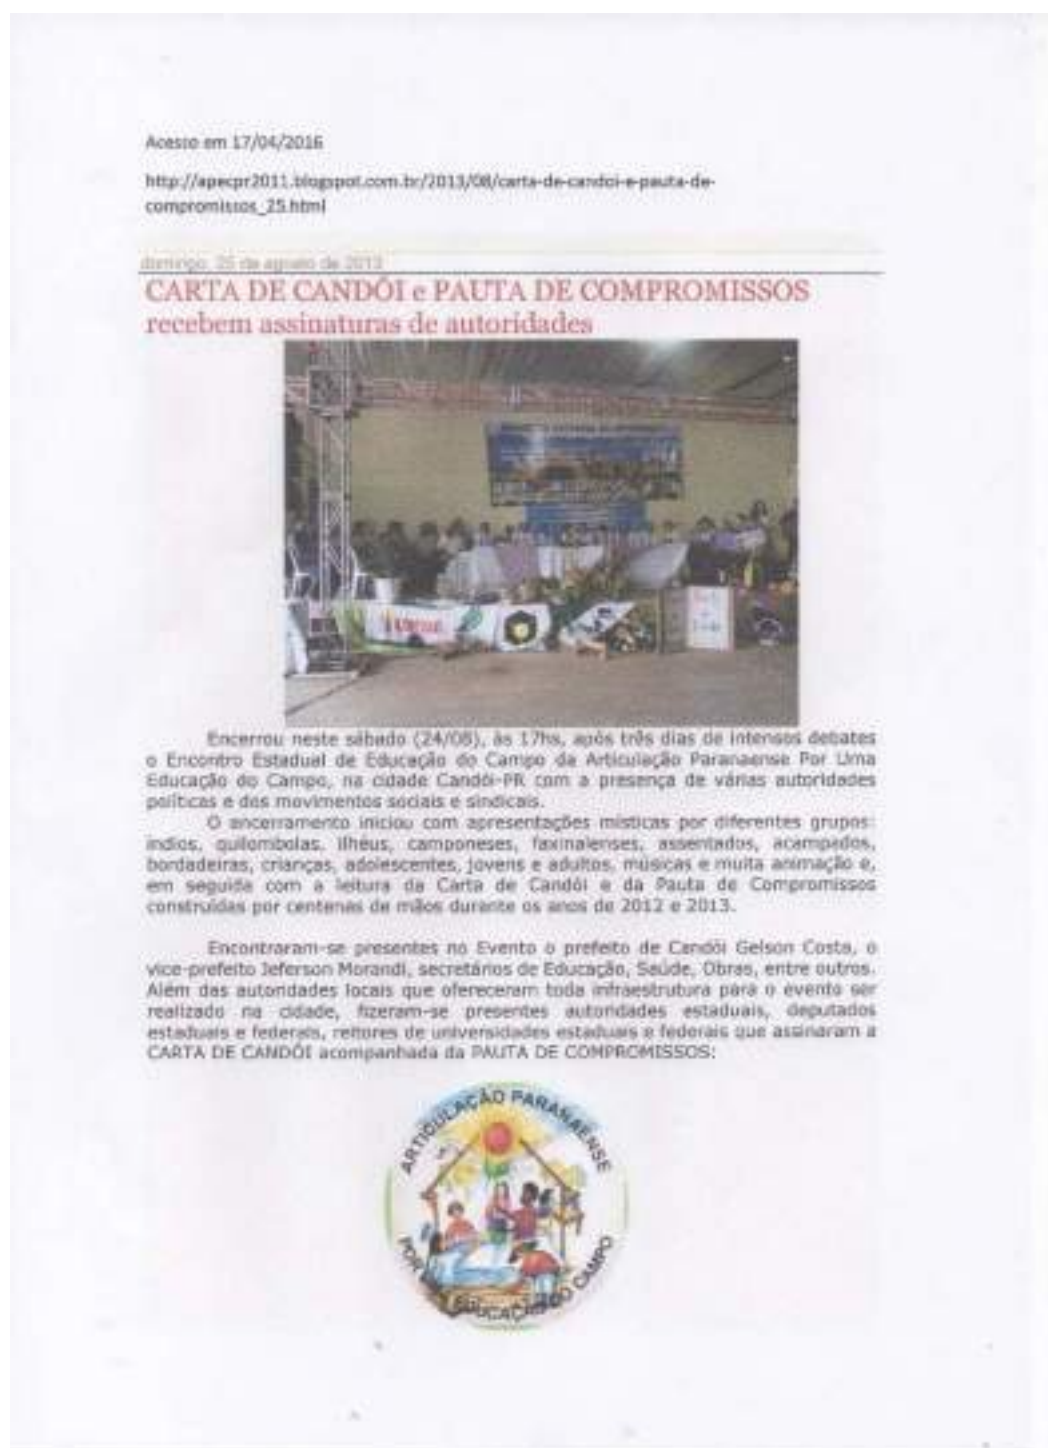 Acesso em 17/04/2016
http://apecpr2011.blogspot.com.br/2013/08/carta-de-candoi-e-pauta-de-
compromissos_25.html
domingo, 25 de agosto de 2013
CARTA DE CANDÓI e PAUTA DE COMPROMISSOS
recebem assinaturas de autoridades
Encerrou neste sábado (24/08), às 17hs, após três dias de intensos debates
o Encontro Estadual de Educação do Campo da Articulação Paranaense Por Uma
Educação do Campo, na cidade Candói-PR com a presença de várias autoridades
políticas e dos movimentos sociais e sindicais.
O encerramento iniciou com apresentações místicas por diferentes grupos:
índios, quilombolas, ilhéus, camponeses, faxinalenses, assentados, acampados,
bordadeiras, crianças, adolescentes, jovens e adultos, músicas e muita animação e,
em seguida com a leitura da Carta de Candói e da Pauta de Compromissos
construídas por centenas de mãos durante os anos de 2012 e 2013.
Encontraram-se presentes no Evento o prefeito de Candói Gelson Costa, o
vice-prefeito Jeferson Morandi, secretários de Educação, Saúde, Obras, entre outros.
Além das autoridades locais que ofereceram toda infraestrutura para o evento ser
realizado na cidade, fizeram-se presentes autoridades estaduais, deputados
estaduais e federais, reitores de universidades estaduais e federais que assinaram a
CARTA DE CANDÓI acompanhada da PAUTA DE COMPROMISSOS:
ARTICULAÇÃO PARANAENSE
POR EDUCAÇÃO DO CAMPO